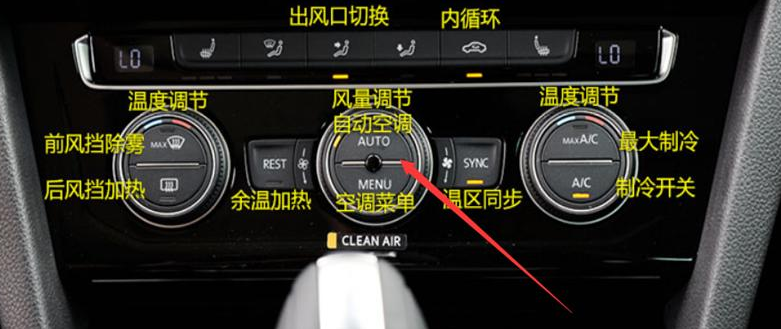 出风口切换
内循环
LO
LO
温度调节
风量调节
温度调节
自动空调
前风挡除雾
MAX
AUTO
MAX A/C
最大制冷
REST
SYNC
后风挡加热
MENU
A/C
制冷开关
余温加热
空调菜单
温区同步
CLEAN AIR